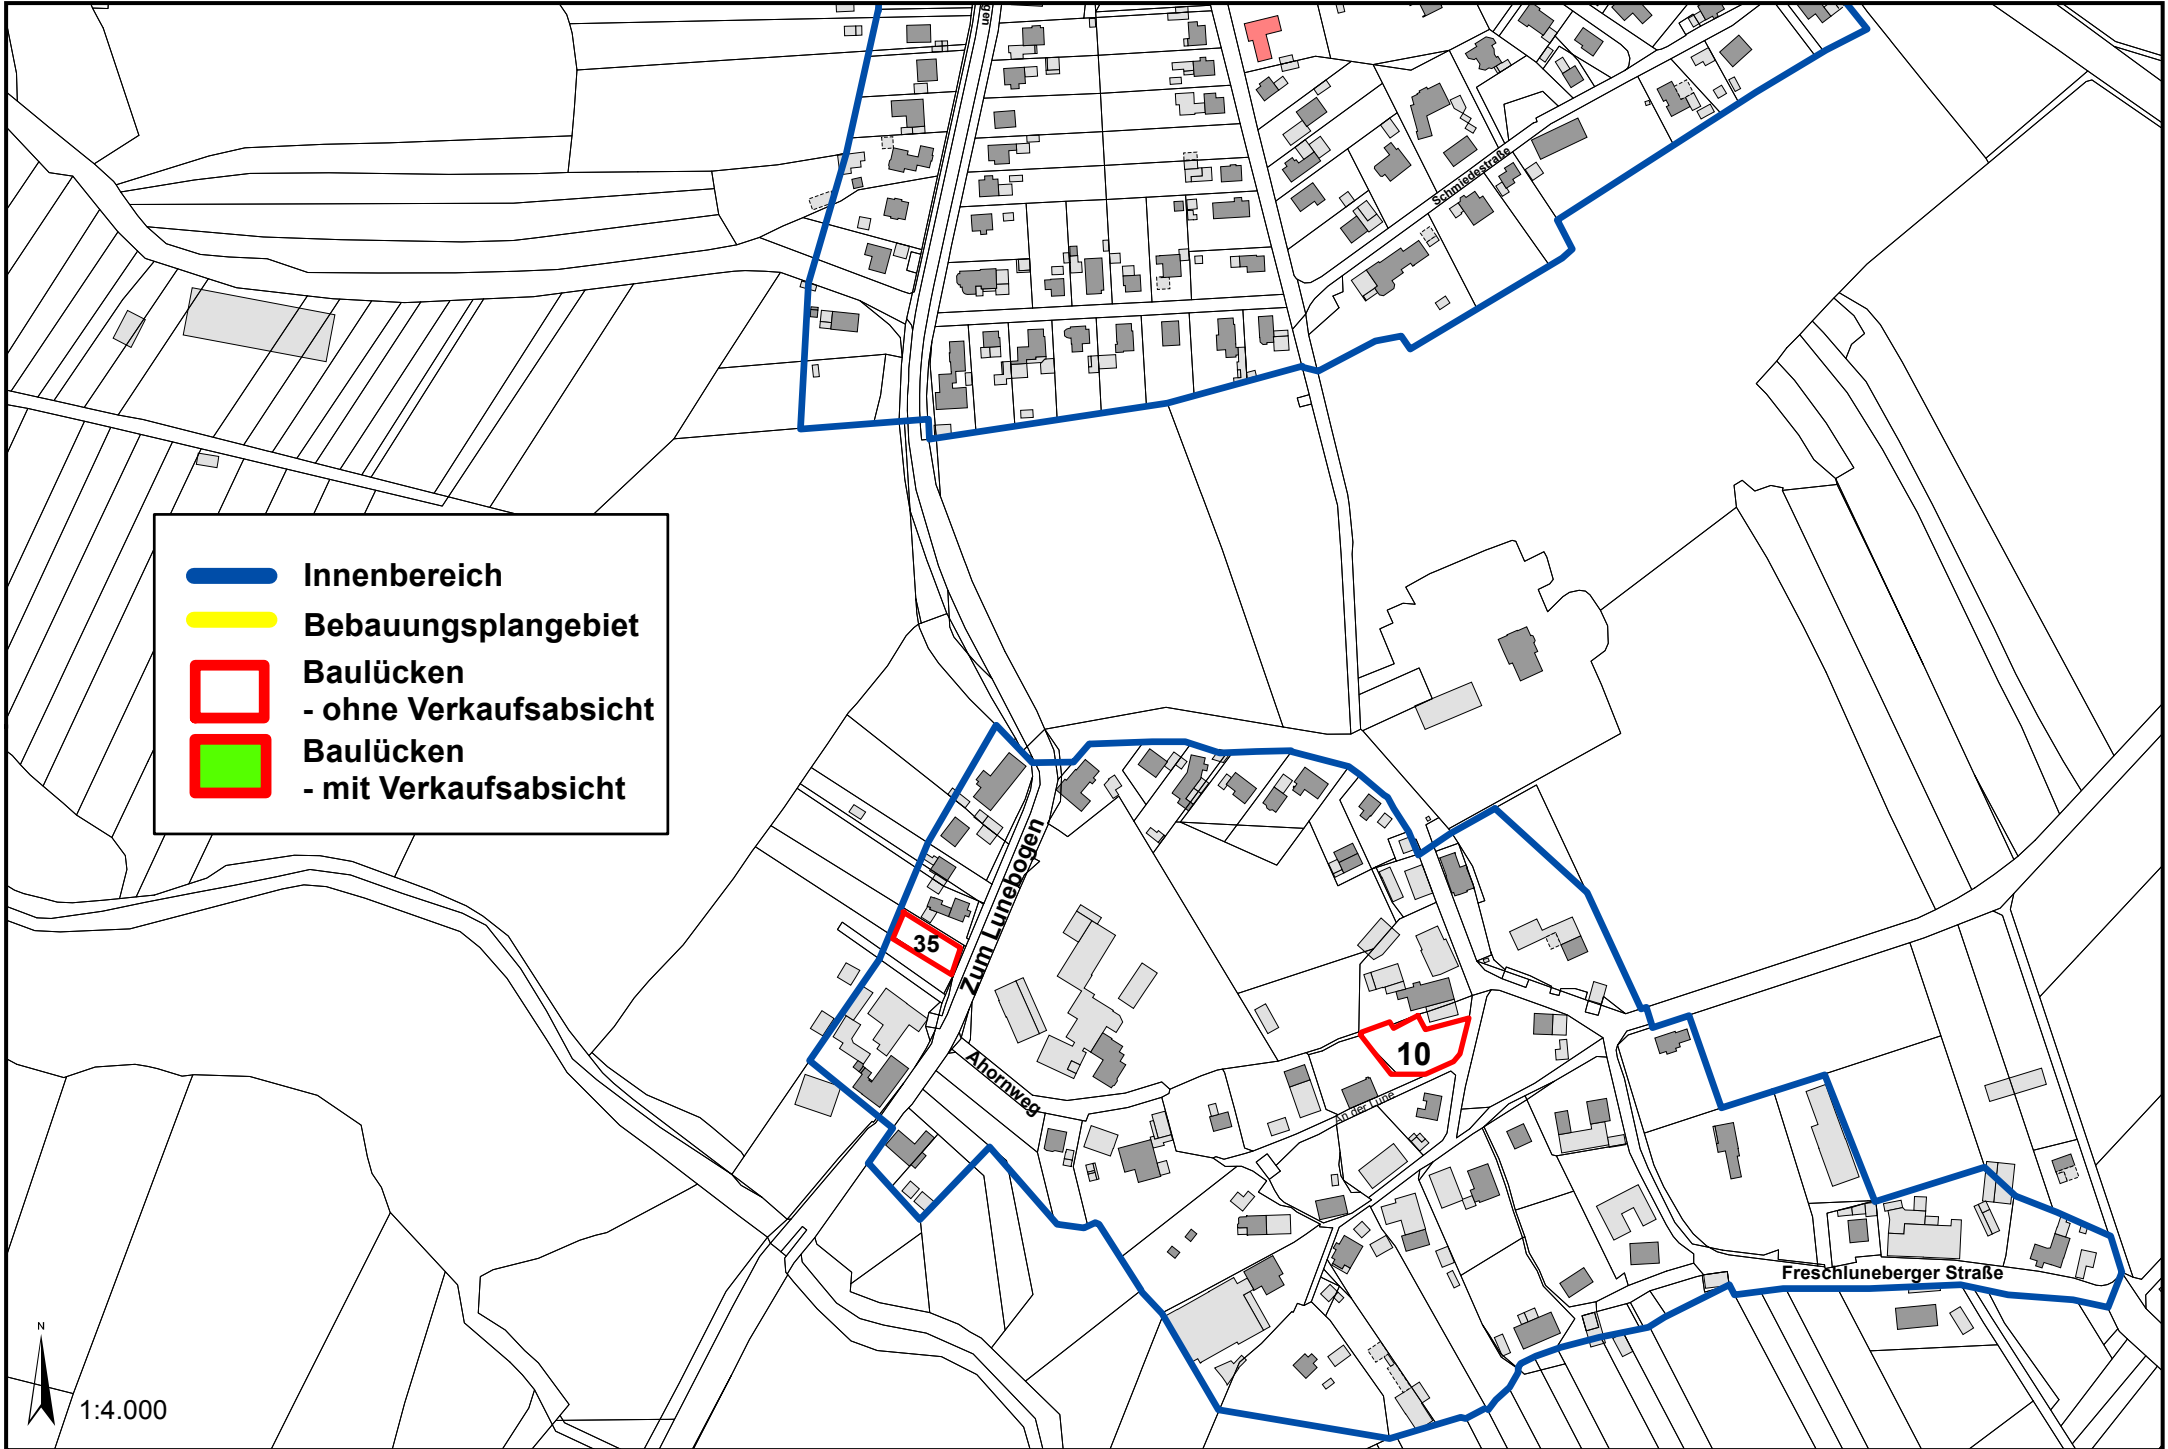 gen
Schmiedestraße
Innenbereich
Bebauungsplangebiet
Baulücken
- ohne Verkaufsabsicht
Baulücken
- mit Verkaufsabsicht
Zum Lunebogen
35
10
Ahornweg
An der Lune
Freschluneberger Straße
N
1:4.000